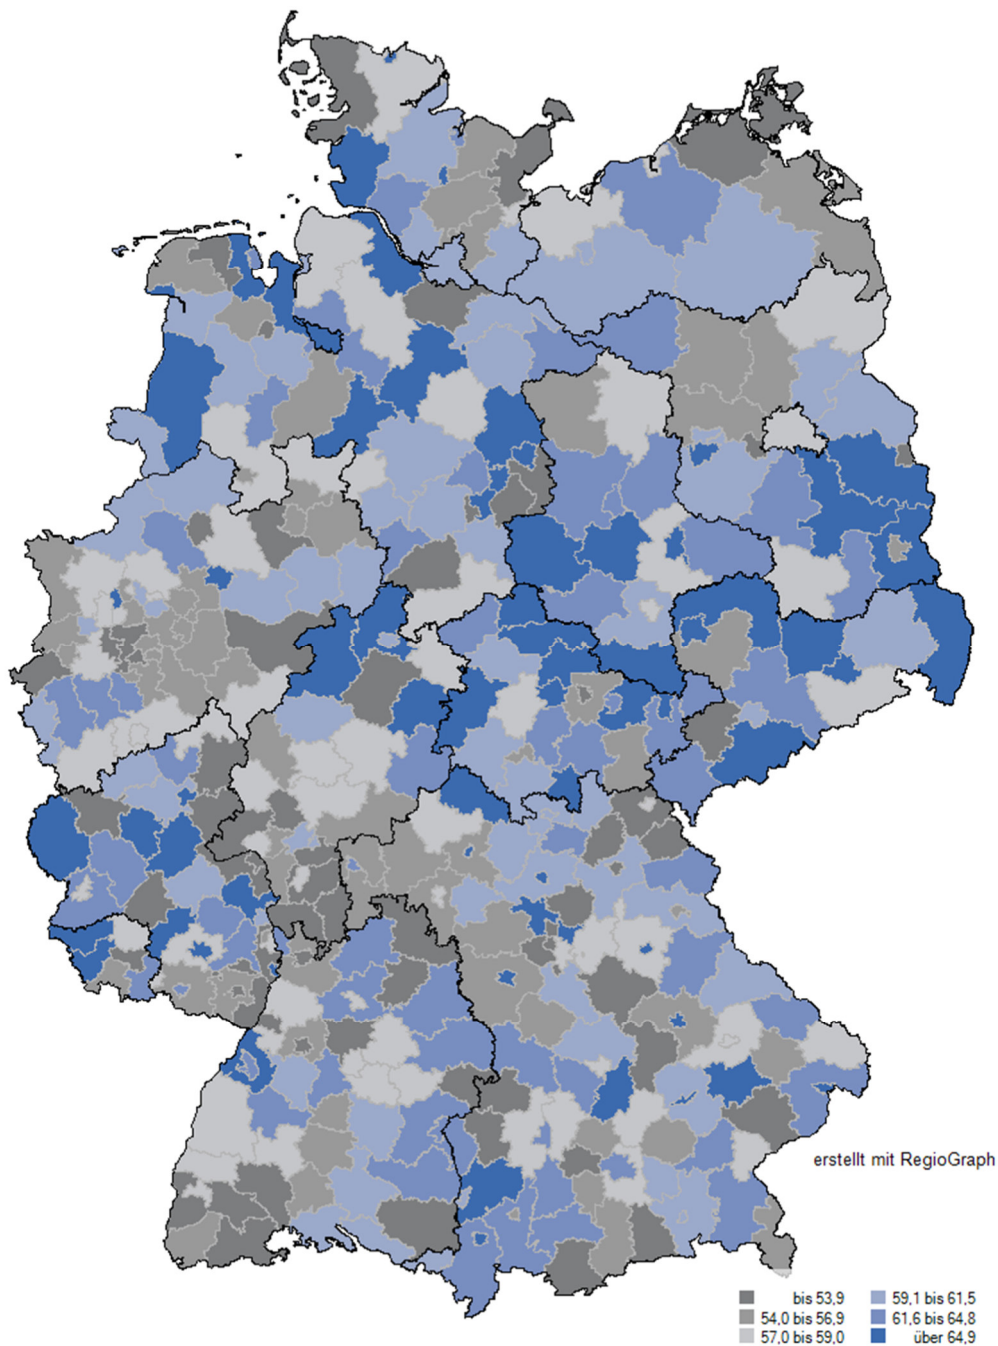 erstellt mit RegioGraph
bis 53,9
54,0 bis 56,9
57,0 bis 59,0
59,1 bis 61,5
61,6 bis 64,8
über 64,9